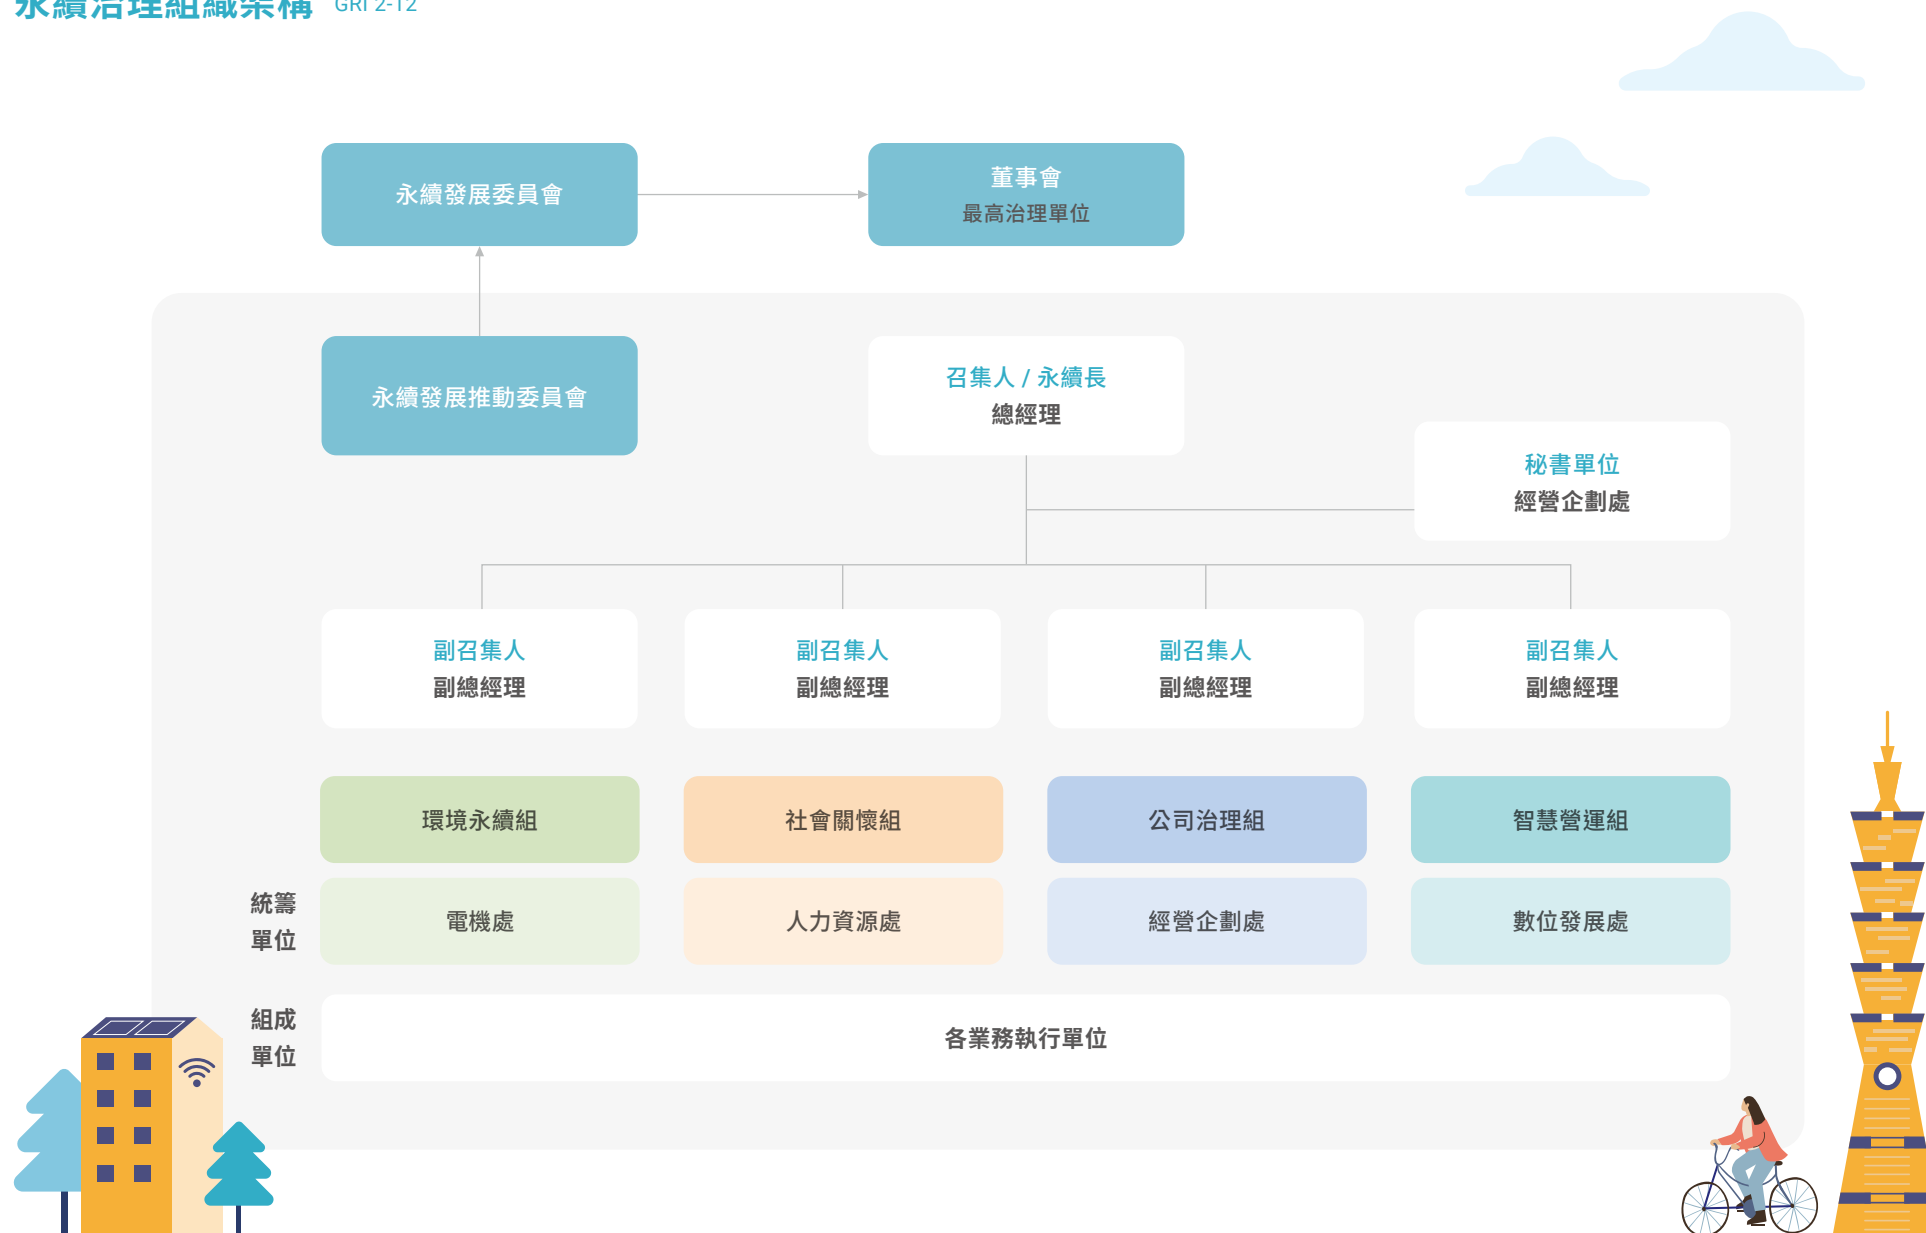 永續治理組織架構 GRI 2-12
永續發展委員會
董事會
最高治理單位
永續發展推動委員會
召集人 / 永續長
總經理
秘書單位
經營企劃處
副召集人
副總經理
副召集人
副總經理
副召集人
副總經理
副召集人
副總經理
環境永續組
社會關懷組
公司治理組
智慧營運組
統籌
單位
電機處
人力資源處
經營企劃處
數位發展處
組成
單位
各業務執行單位